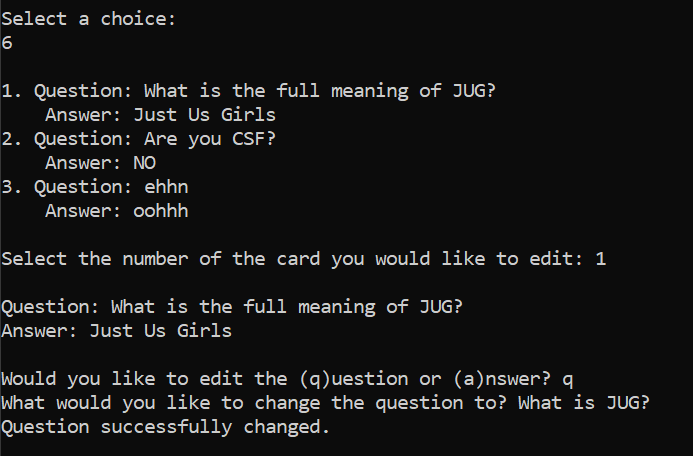 Select a choice:
6
1. Question: What is the full meaning of JUG?
Answer: Just Us Girls
2. Question: Are you CSF?
Answer: NO
3. Question: ehhn
Answer: oohhh
Select the number of the card you would like to edit: 1
Question: What is the full meaning of JUG?
Answer: Just Us Girls
Would you like to edit the (q)uestion or (a)nswer? q
What would you like to change the question to? What is JUG?
Question successfully changed.